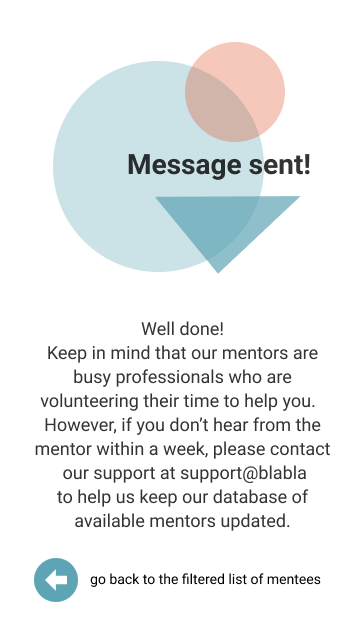 Message sent!
Well done!
Keep in mind that our mentors are
busy professionals who are
volunteering their time to help you.
However, if you don’t hear from the
mentor within a week, please contact
our support at support@blabla
to help us keep our database of
available mentors updated.
go back to the filtered list of mentees